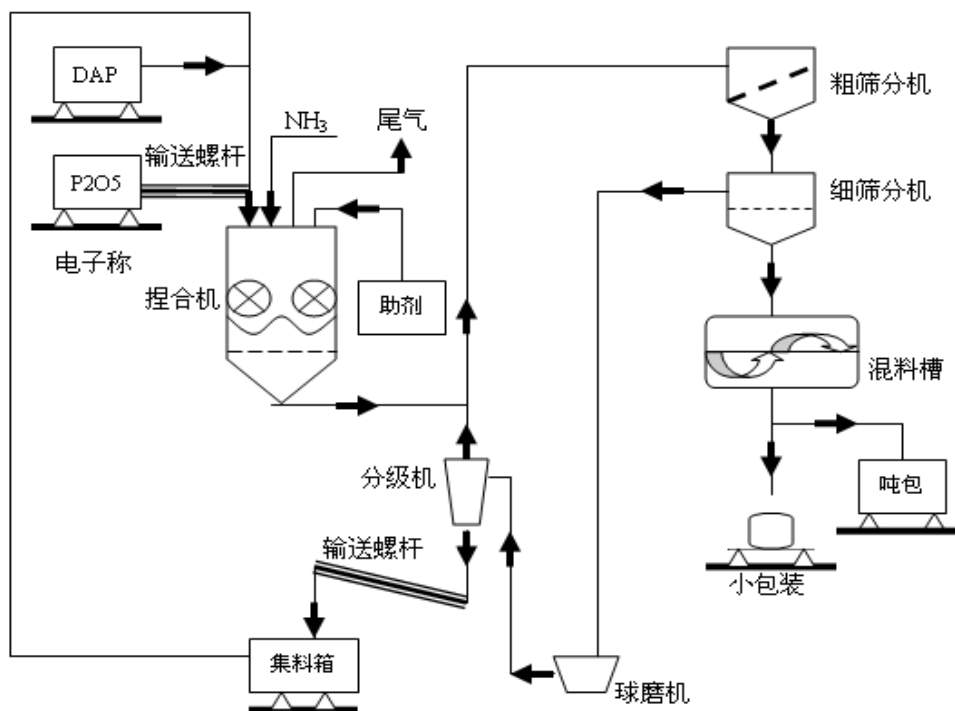 DAP
NH₃
尾气
粗筛分机
输送螺杆
P2O5
细筛分机
电子称
捏合机
助剂
混料槽
分级机
吨包
输送螺杆
小包装
集料箱
球磨机